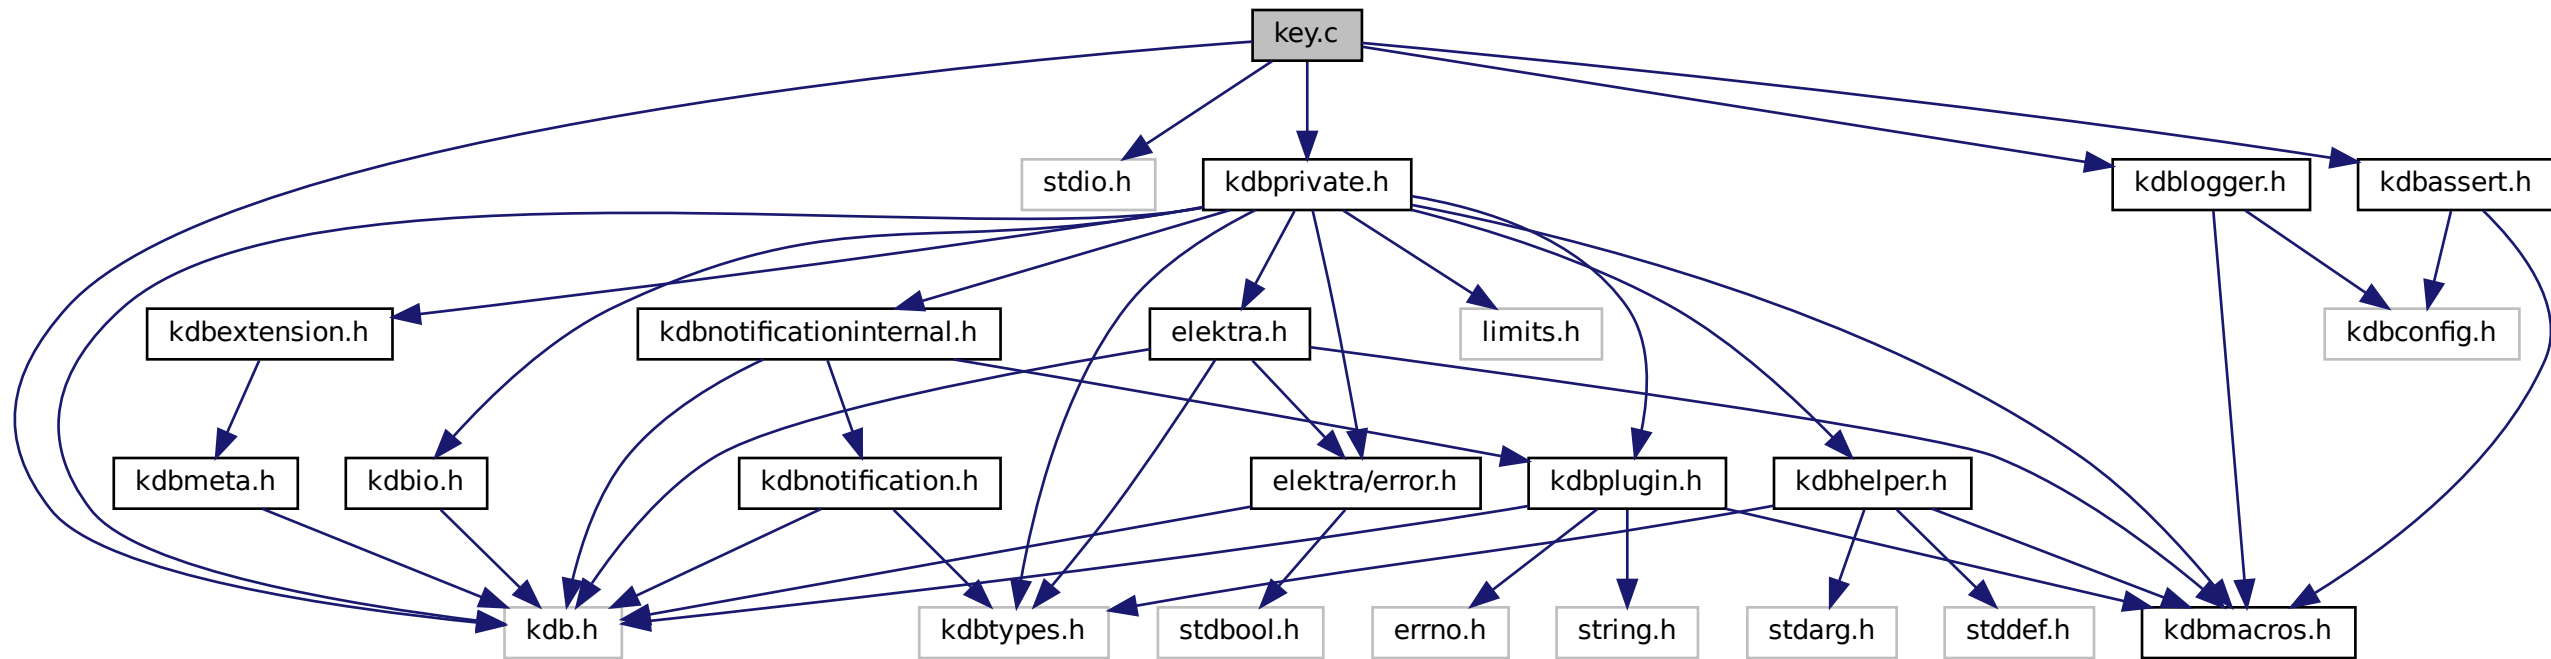 key.c
stdio.h
kdbprivate.h
kdblogger.h
kdbassert.h
kdbextension.h
kdbnotificationinternal.h
elektra.h
limits.h
kdbconfig.h
kdbmeta.h
kdbio.h
kdbnotification.h
elektra/error.h
kdbplugin.h
kdbhelper.h
kdb.h
kdbtypes.h
stdbool.h
errno.h
string.h
stdarg.h
stddef.h
kdbmacros.h